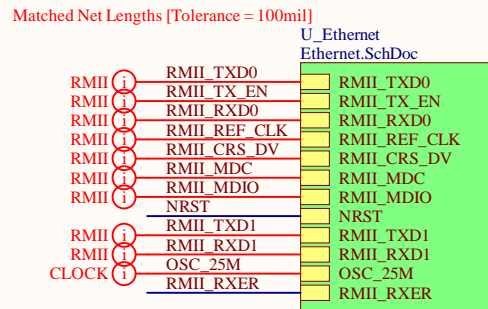 Matched Net Lengths [Tolerance = 100mil]
U_Ethernet
Ethernet.SchDoc
RMII i RMII_TXD0 RMII_TXD0
RMII i RMII_TX_EN RMII_TX_EN
RMII i RMII_RXD0 RMII_RXD0
RMII i RMII_REF_CLK RMII_REF_CLK
RMII i RMII_CRS_DV RMII_CRS_DV
RMII i RMII_MDC RMII_MDC
RMII i RMII_MDIO RMII_MDIO
NRST NRST
RMII i RMII_TXD1 RMII_TXD1
RMII i RMII_RXD1 RMII_RXD1
CLOCK i OSC_25M OSC_25M
RMII_RXER RMII_RXER